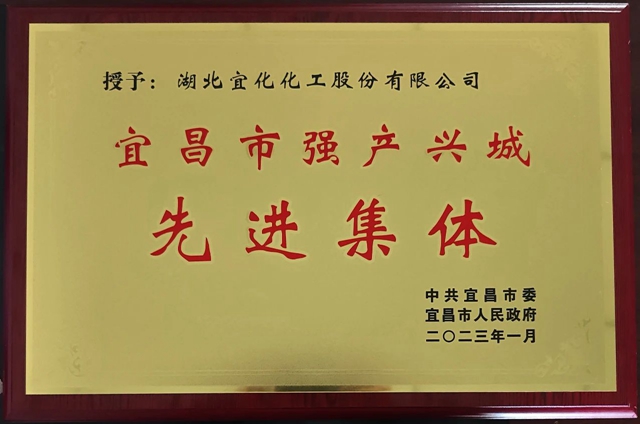 授予：湖北宜化化工股份有限公司
宜昌市强产兴城
先进集体
中共宜昌市委
宜昌市人民政府
二〇二三年一月